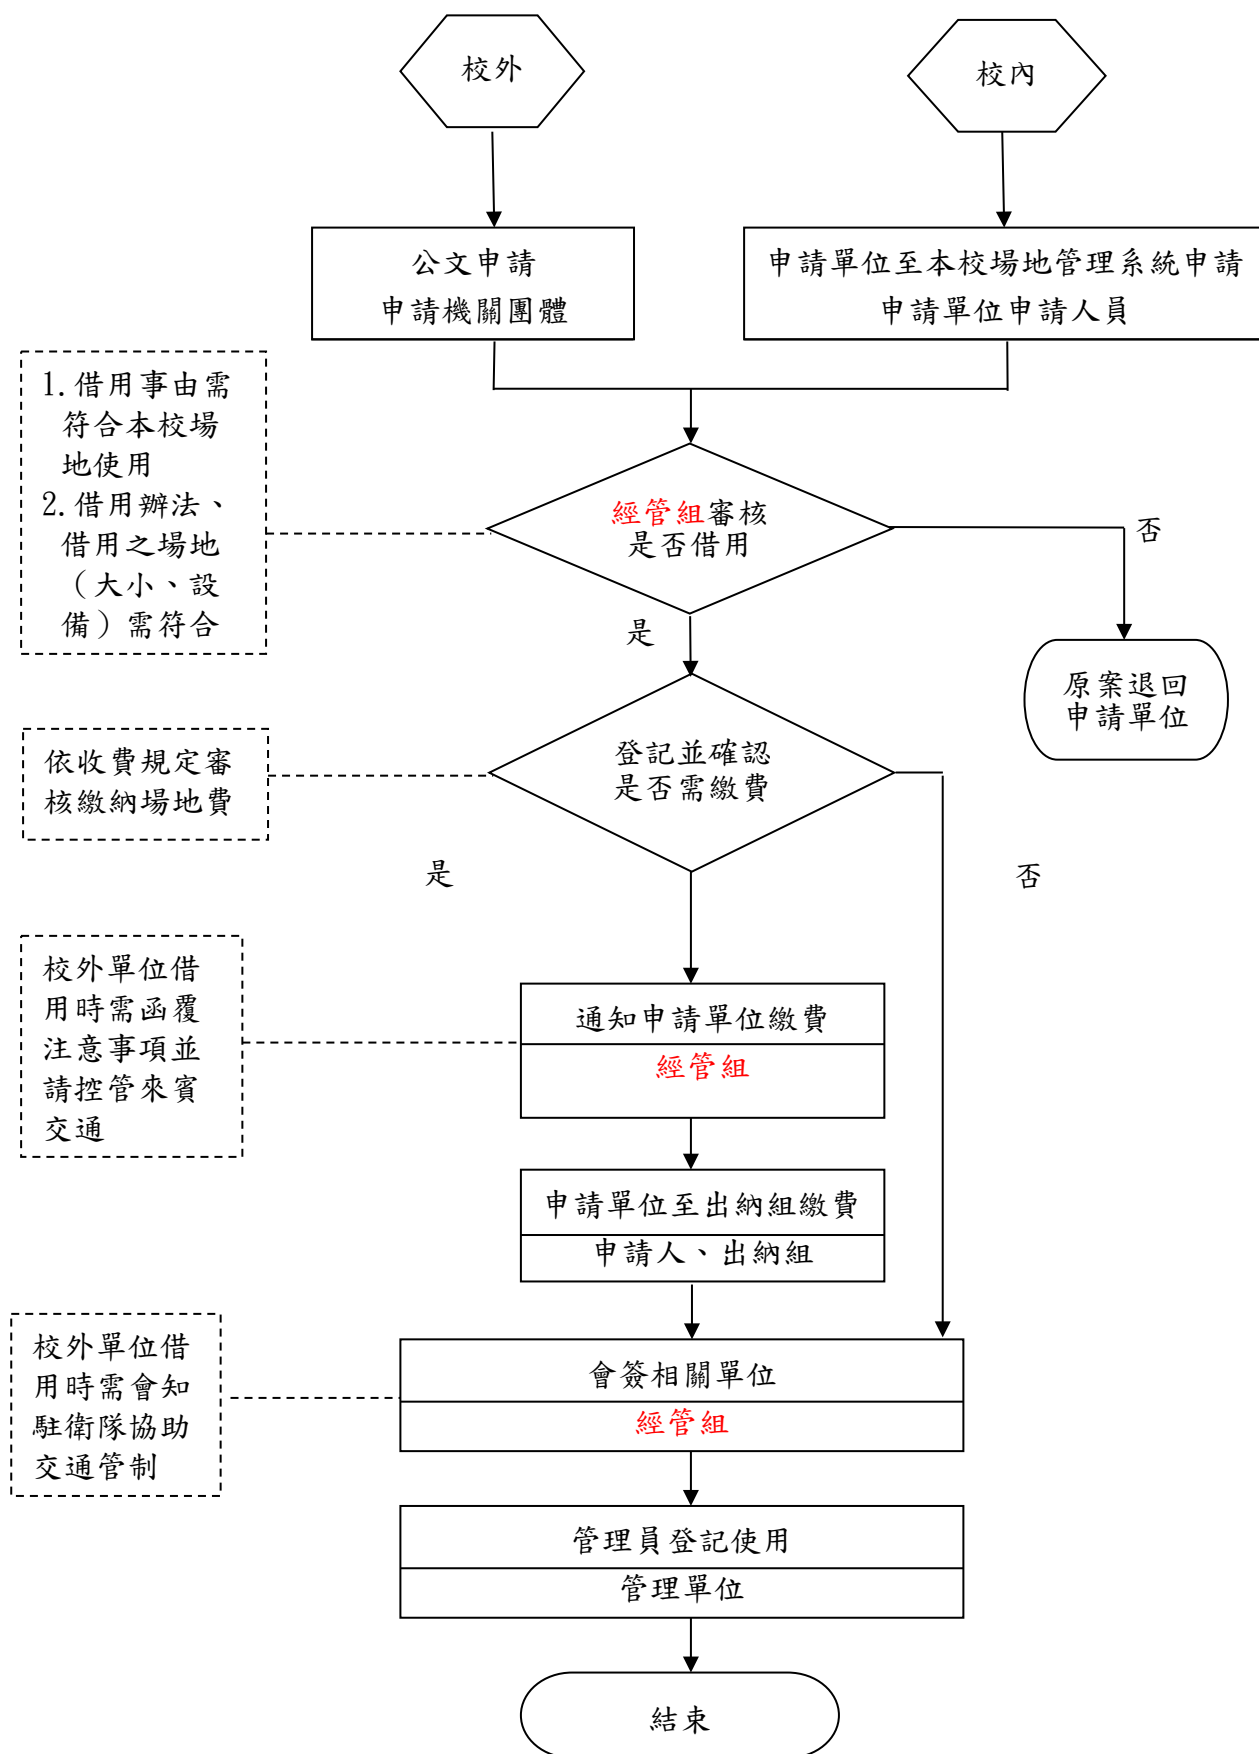 校外
校內
公文申請
申請機關團體
申請單位至本校場地管理系統申請
申請單位申請人員
1.借用事由需
符合本校場
地使用
2.借用辦法、
借用之場地
（大小、設
備）需符合
經管組審核
是否借用
否
是
原案退回
申請單位
依收費規定審
核繳納場地費
登記並確認
是否需繳費
是
否
校外單位借
用時需函覆
注意事項並
請控管來賓
交通
通知申請單位繳費
經管組
申請單位至出納組繳費
申請人、出納組
校外單位借
用時需會知
駐衛隊協助
交通管制
會簽相關單位
經管組
管理員登記使用
管理單位
結束